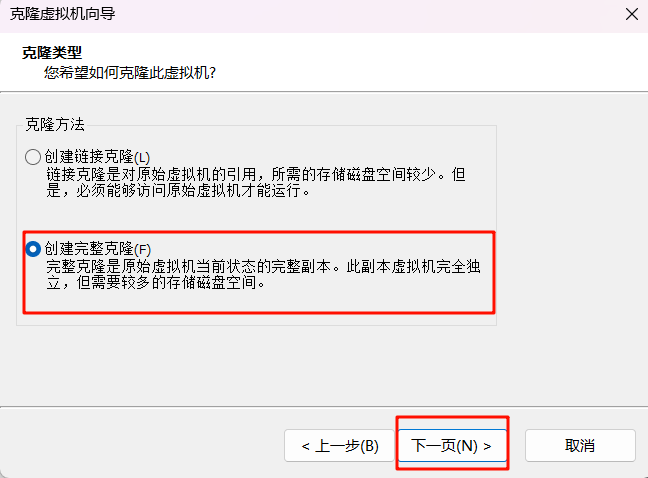 克隆虚拟机向导
克隆类型
您希望如何克隆此虚拟机?
克隆方法
创建链接克隆(L)
链接克隆是对原始虚拟机的引用，所需的存储磁盘空间较少。但
是，必须能够访问原始虚拟机才能运行。
创建完整克隆(F)
完整克隆是原始虚拟机当前状态的完整副本。此副本虚拟机完全独
立，但需要较多的存储磁盘空间。
< 上一步(B)
下一页(N) >
取消